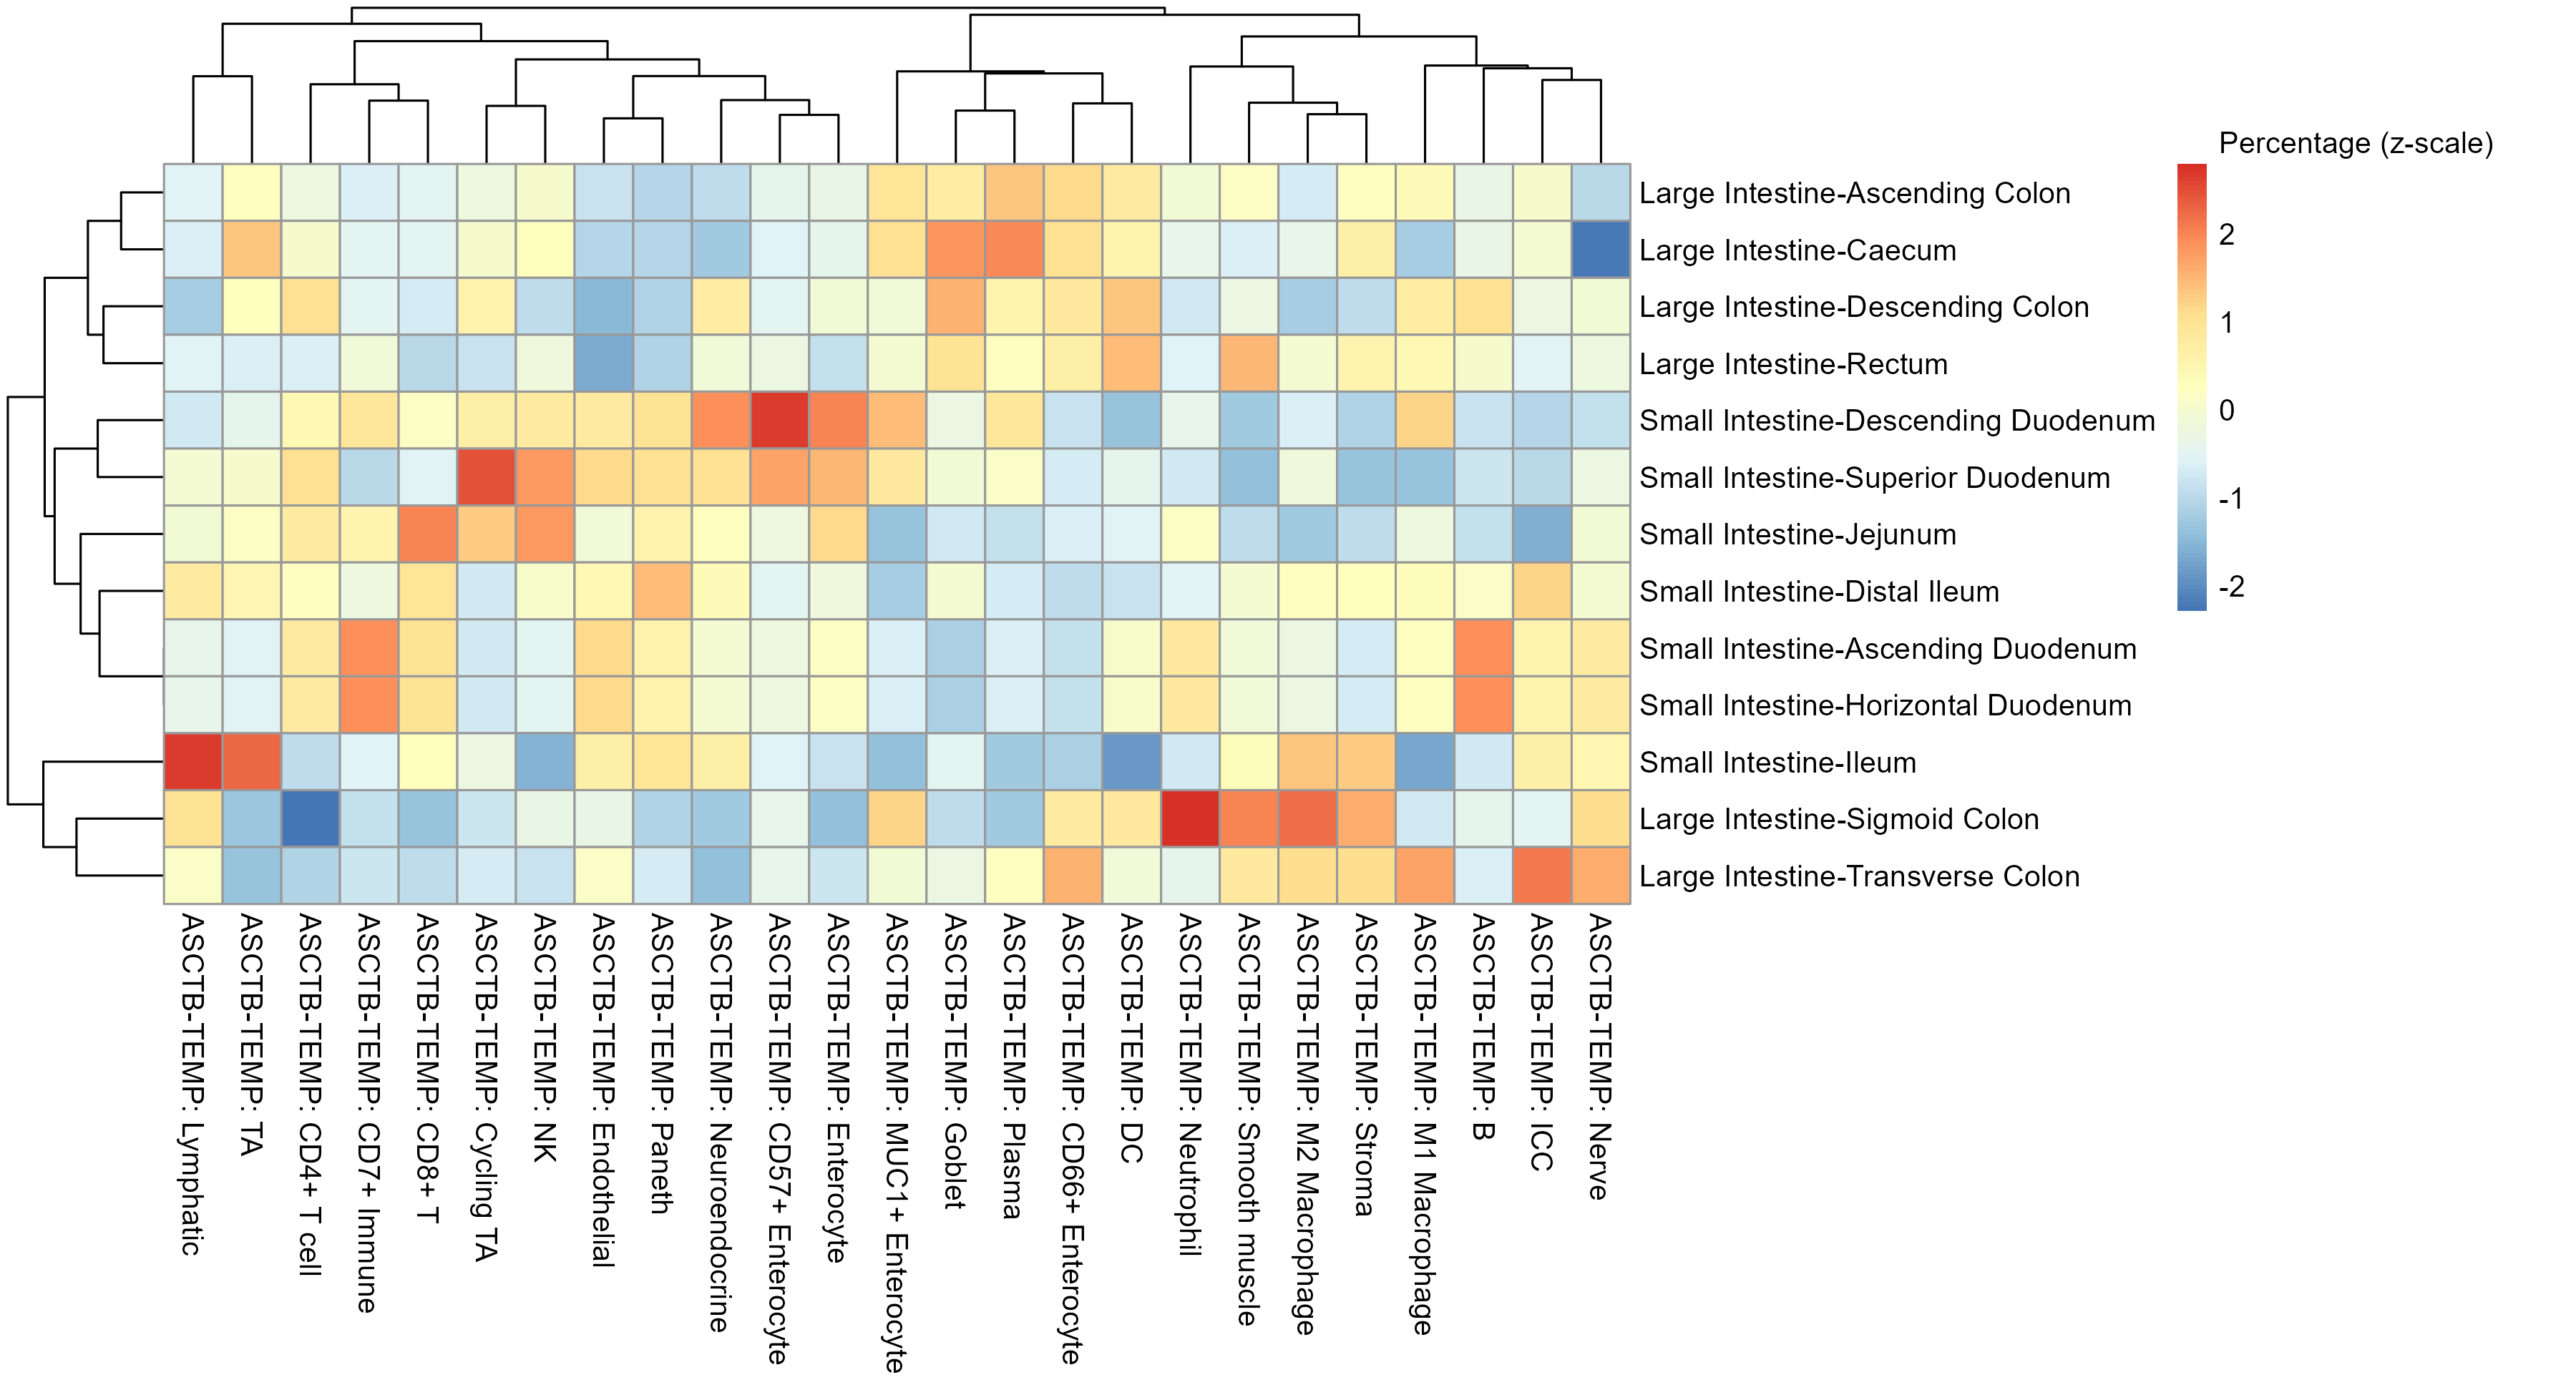 Percentage (z-scale)
2
1
0
-1
-2
Large Intestine-Ascending Colon
Large Intestine-Caecum
Large Intestine-Descending Colon
Large Intestine-Rectum
Small Intestine-Descending Duodenum
Small Intestine-Superior Duodenum
Small Intestine-Jejunum
Small Intestine-Distal Ileum
Small Intestine-Ascending Duodenum
Small Intestine-Horizontal Duodenum
Small Intestine-Ileum
Large Intestine-Sigmoid Colon
Large Intestine-Transverse Colon
ASCTB-TEMP: Lymphatic
ASCTB-TEMP: TA
ASCTB-TEMP: CD4+ T cell
ASCTB-TEMP: CD7+ Immune
ASCTB-TEMP: CD8+ T
ASCTB-TEMP: Cycling TA
ASCTB-TEMP: NK
ASCTB-TEMP: Endothelial
ASCTB-TEMP: Paneth
ASCTB-TEMP: Neuroendocrine
ASCTB-TEMP: CD57+ Enterocyte
ASCTB-TEMP: Enterocyte
ASCTB-TEMP: MUC1+ Enterocyte
ASCTB-TEMP: Goblet
ASCTB-TEMP: Plasma
ASCTB-TEMP: CD66+ Enterocyte
ASCTB-TEMP: DC
ASCTB-TEMP: Neutrophil
ASCTB-TEMP: Smooth muscle
ASCTB-TEMP: M2 Macrophage
ASCTB-TEMP: Stroma
ASCTB-TEMP: M1 Macrophage
ASCTB-TEMP: B
ASCTB-TEMP: ICC
ASCTB-TEMP: Nerve